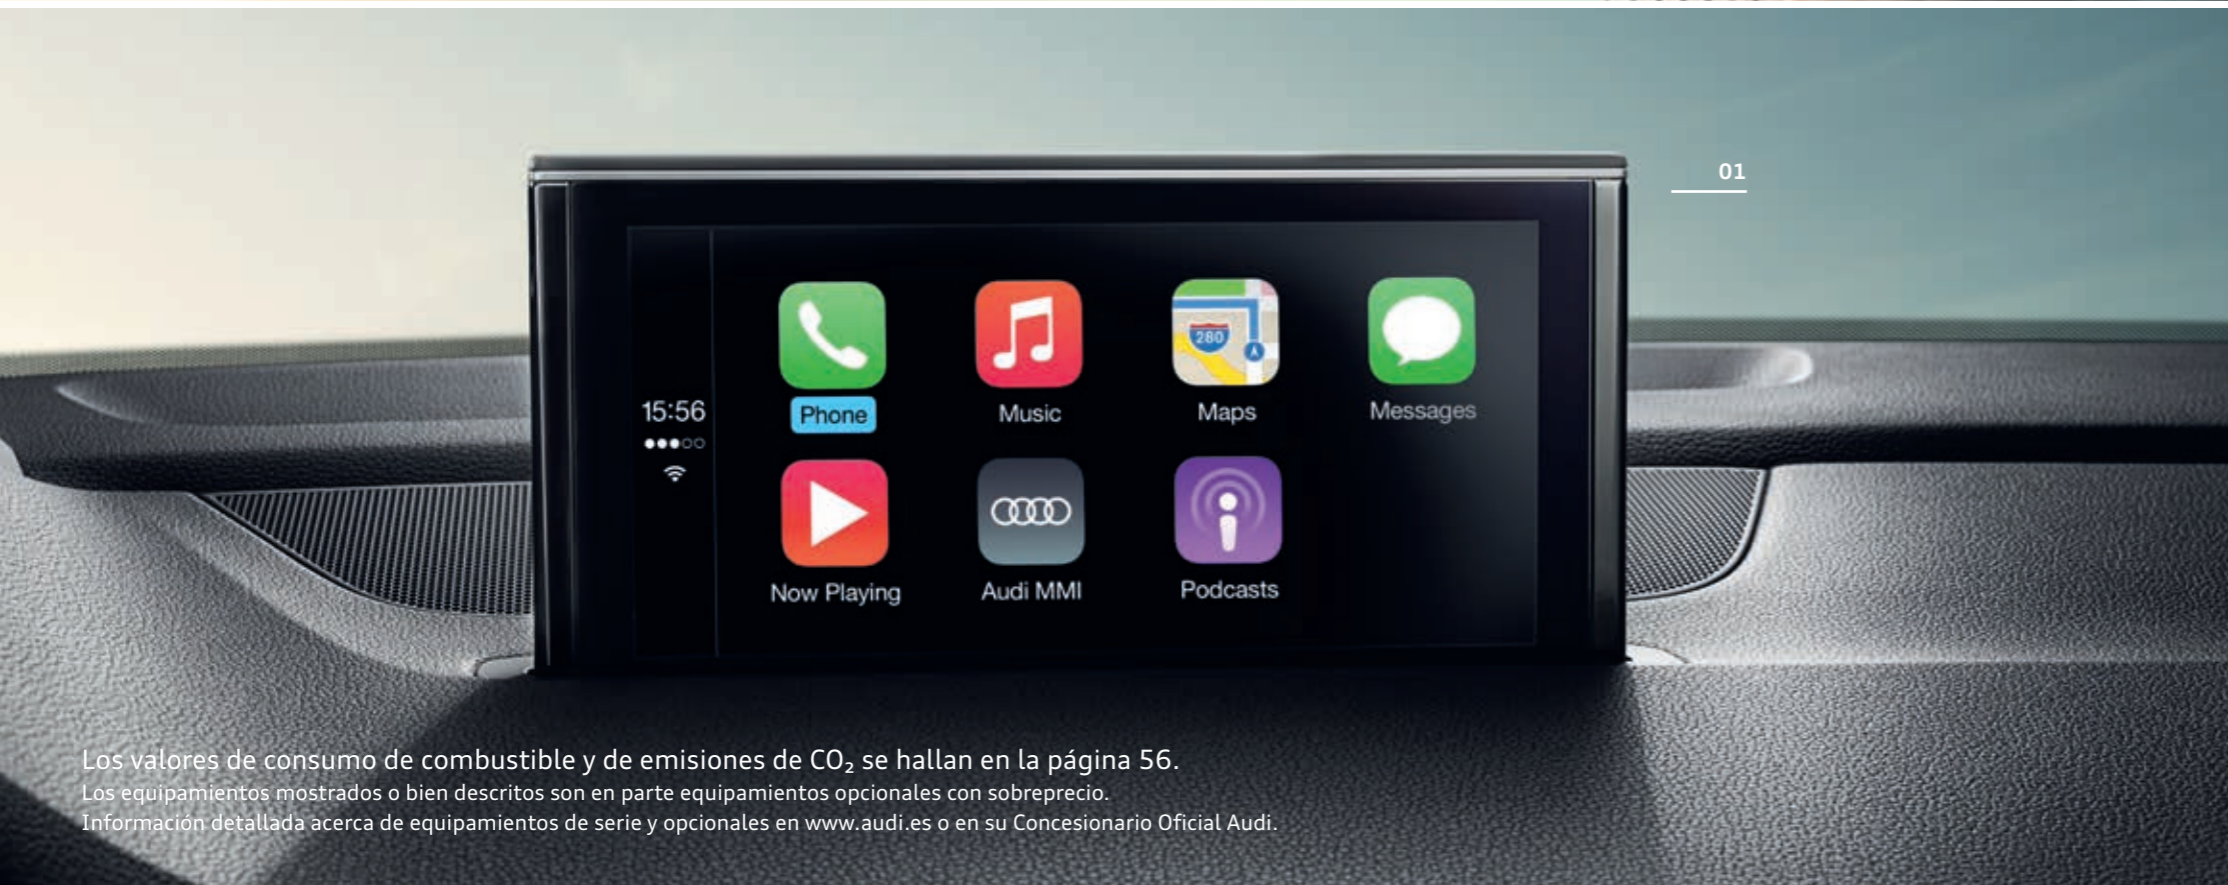 01
280
15:56
Phone
Music
Maps
Messages
Now Playing
Audi MMI
Podcasts
Los valores de consumo de combustible y de emisiones de CO₂ se hallan en la página 56.
Los equipamientos mostrados o bien descritos son en parte equipamientos opcionales con sobreprecio.
Información detallada acerca de equipamientos de serie y opcionales en www.audi.es o en su Concesionario Oficial Audi.